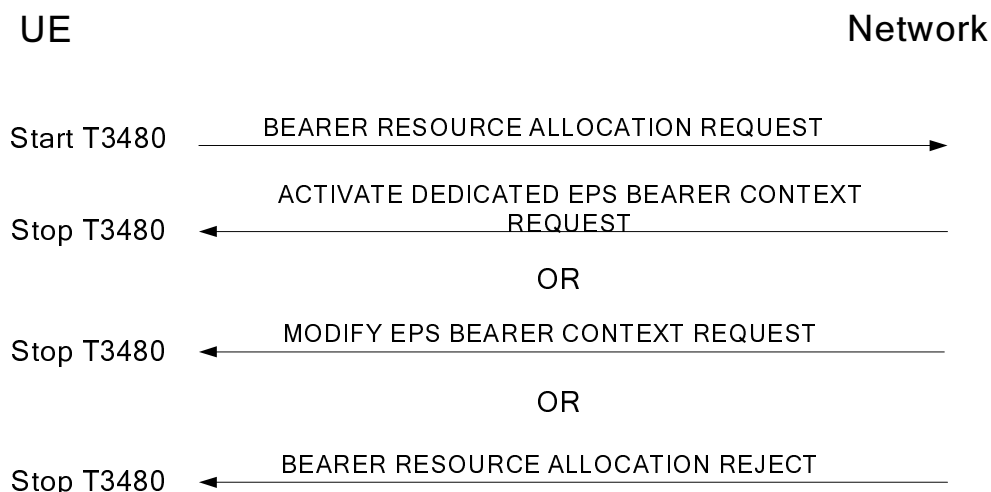 UE
Network
Start T3480
BEARER RESOURCE ALLOCATION REQUEST
ACTIVATE DEDICATED EPS BEARER CONTEXT
REQUEST
Stop T3480
OR
MODIFY EPS BEARER CONTEXT REQUEST
Stop T3480
OR
BEARER RESOURCE ALLOCATION REJECT
Stop T3480